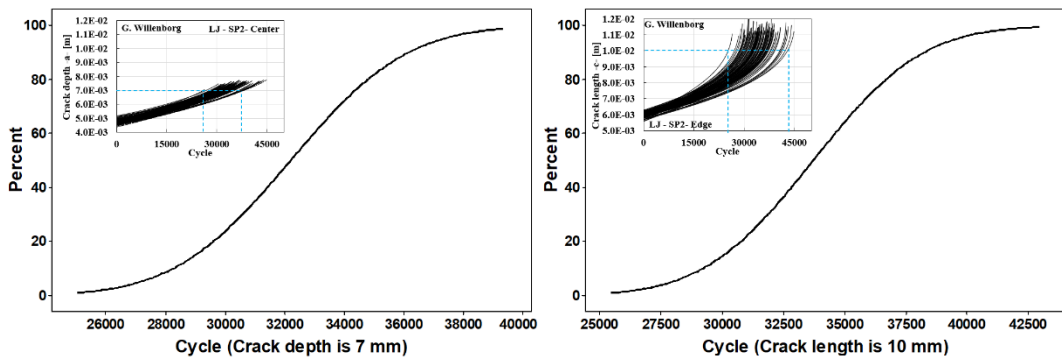 G. Willenborg
LJ - SP2- Center
1.2E-02
1.1E-02
1.0E-02
9.0E-03
8.0E-03
7.0E-03
6.0E-03
5.0E-03
4.0E-03
Crack depth -a- [m]
0 15000 30000 45000
Cycle
100
80
60
40
20
0
Percent
26000 28000 30000 32000 34000 36000 38000 40000
Cycle (Crack depth is 7 mm)
G. Willenborg
LJ - SP2- Edge
1.2E-02
1.1E-02
1.0E-02
9.0E-03
8.0E-03
7.0E-03
6.0E-03
5.0E-03
Crack length -c- [m]
0 15000 30000 45000
Cycle
100
80
60
40
20
0
Percent
25000 27500 30000 32500 35000 37500 40000 42500
Cycle (Crack length is 10 mm)